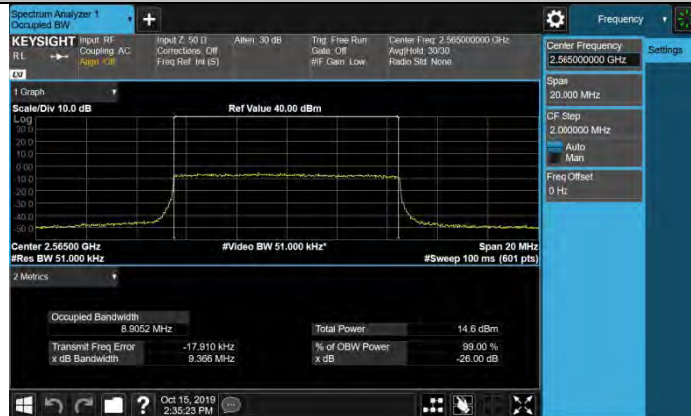 Spectrum Analyzer 1
Occupied BW
+
Frequency
KEYSIGHT Input: RF Input Z: 50 Ω Atten: 30 dB Trig: Free Run Center Freq: 2.565000000 GHz
RL Coupling: AC Corrections: Off Gate: Off Avg|Hold: 30/30
Align: Off Freq Ref: Int (S) #IF Gain: Low Radio Std: None
Center Frequency
2.565000000 GHz
Settings
Span
20.000 MHz
CF Step
2.000000 MHz
Auto
Man
Freq Offset
0 Hz
1 Graph
Scale/Div 10.0 dB Ref Value 40.00 dBm
Log
30.0
20.0
10.0
0.00
-10.0
-20.0
-30.0
-40.0
-50.0
Center 2.56500 GHz #Video BW 51.000 kHz* Span 20 MHz
#Res BW 51.000 kHz #Sweep 100 ms (601 pts)
2 Metrics
Occupied Bandwidth
8.9052 MHz Total Power 14.6 dBm
Transmit Freq Error -17.910 kHz % of OBW Power 99.00 %
x dB Bandwidth 9.366 MHz x dB -26.00 dB
? Oct 15, 2019
2:35:23 PM